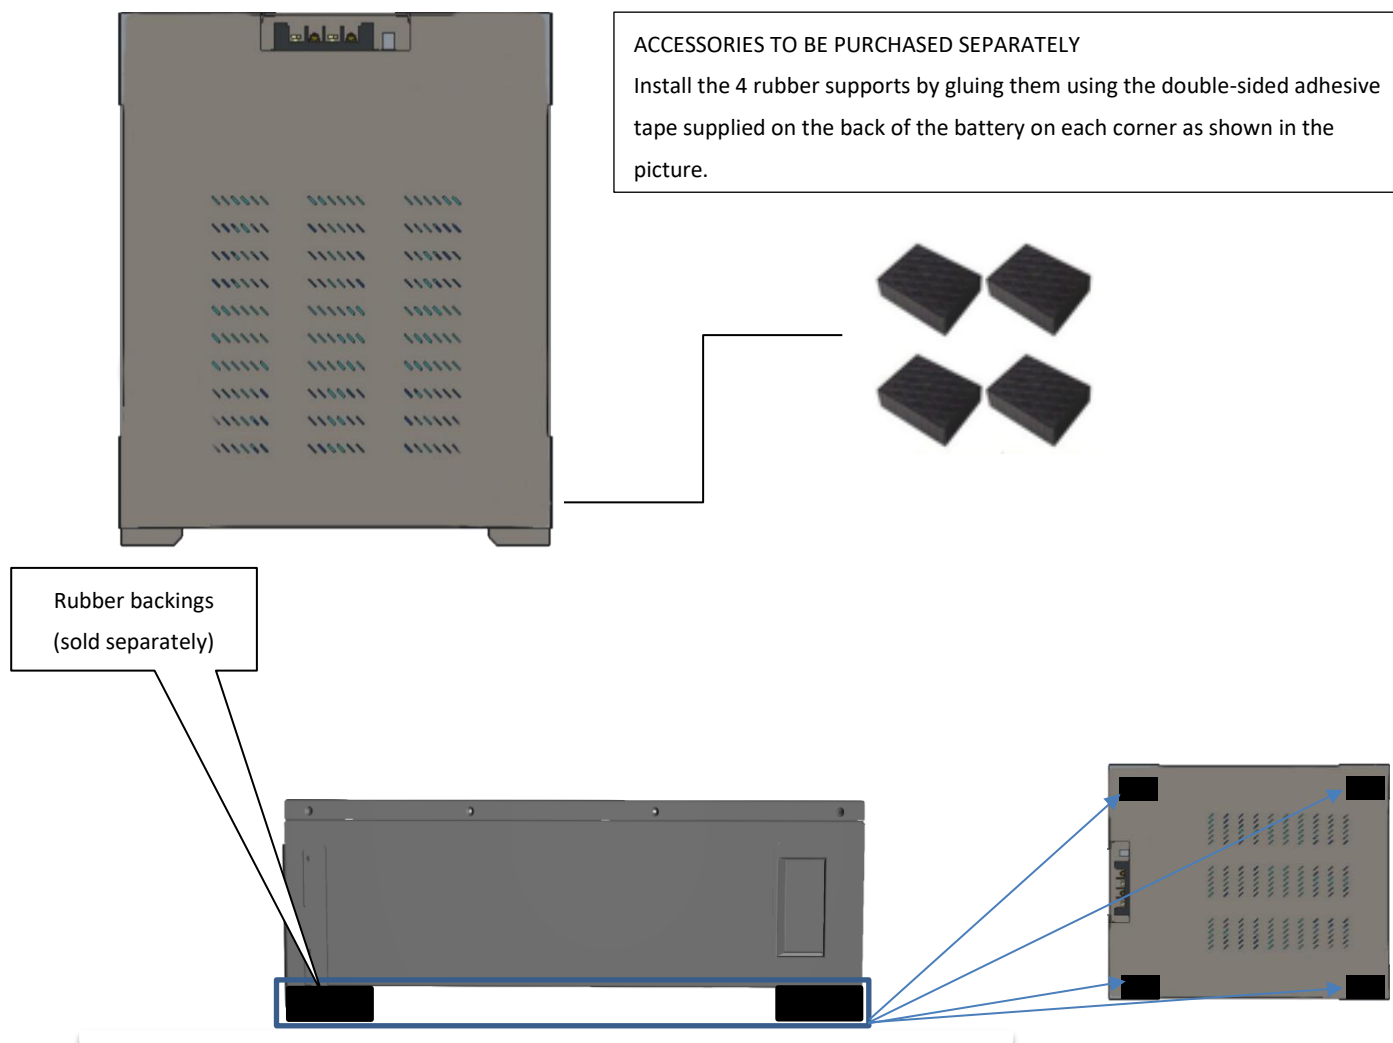 ACCESSORIES TO BE PURCHASED SEPARATELY
Install the 4 rubber supports by gluing them using the double-sided adhesive
tape supplied on the back of the battery on each corner as shown in the
picture.
Rubber backings
(sold separately)